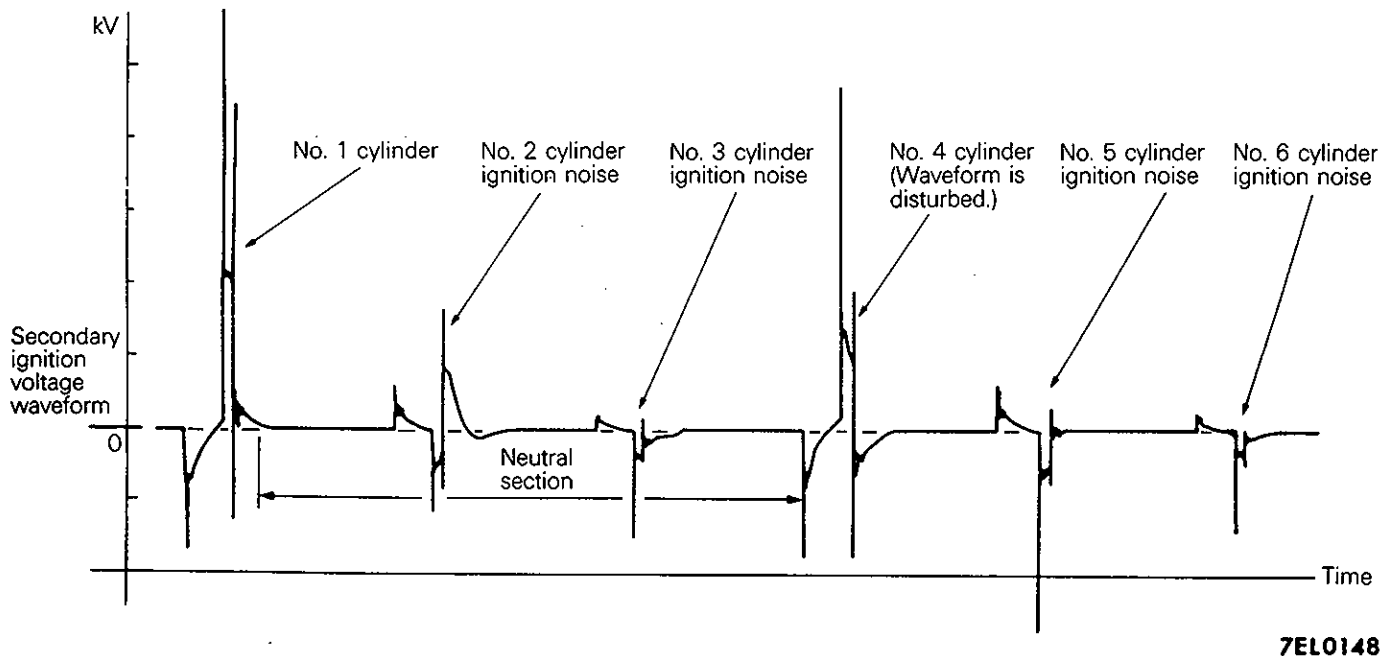 kV
No. 1 cylinder
No. 2 cylinder
ignition noise
No. 3 cylinder
ignition noise
No. 4 cylinder
(Waveform is
disturbed.)
No. 5 cylinder
ignition noise
No. 6 cylinder
ignition noise
Secondary
ignition
voltage
waveform
0
Neutral
section
Time
7EL0148